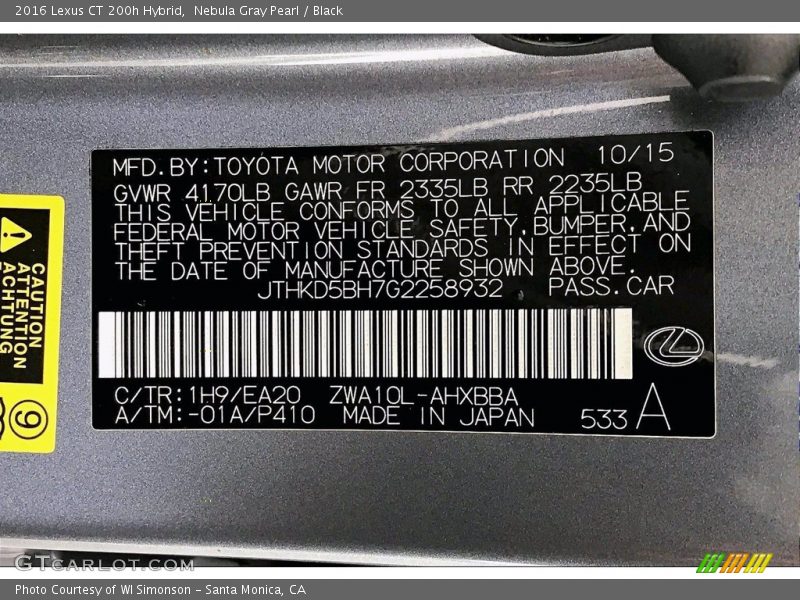 2016 Lexus CT 200h Hybrid,  Nebula Gray Pearl / Black
MFD.BY:TOYOTA MOTOR CORPORATION 10/15
GVWR 4170LB GAWR FR 2335LB RR 2235LB
THIS VEHICLE CONFORMS TO ALL APPLICABLE
FEDERAL MOTOR VEHICLE SAFETY,BUMPER,AND
THEFT PREVENTION STANDARDS IN EFFECT ON
THE DATE OF MANUFACTURE SHOWN ABOVE.
JTHKD5BH7G2258932 PASS.CAR
C/TR:1H9/EA20 ZWA10L-AHXBBA
A/TM:-01A/P410 MADE IN JAPAN 533 A
CAUTION
ATTENTION
ACHTUNG
9
GTCARLOT.COM
Photo Courtesy of WI Simonson - Santa Monica, CA